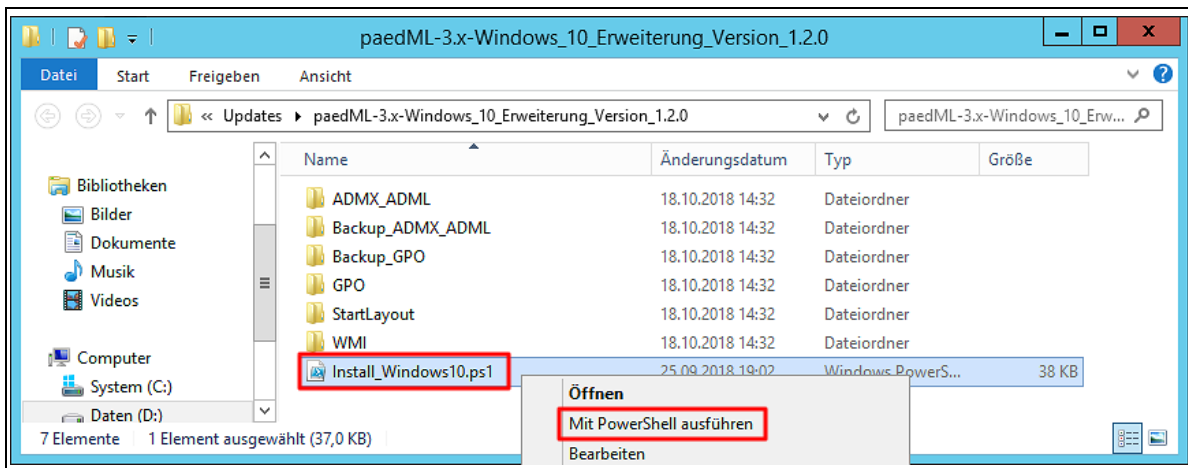 paedML-3.x-Windows_10_Erweiterung_Version_1.2.0
Datei Start Freigeben Ansicht
« Updates paedML-3.x-Windows_10_Erweiterung_Version_1.2.0 paedML-3.x-Windows_10_Erw...
Name Änderungsdatum Typ Größe
Bibliotheken
Bilder
Dokumente
Musik
Videos
Computer
System (C:)
Daten (D:)
ADMX_ADML 18.10.2018 14:32 Dateiordner
Backup_ADMX_ADML 18.10.2018 14:32 Dateiordner
Backup_GPO 18.10.2018 14:32 Dateiordner
GPO 18.10.2018 14:32 Dateiordner
StartLayout 18.10.2018 14:32 Dateiordner
WMI 18.10.2018 14:32 Dateiordner
Install_Windows10.ps1 25.09.2018 19:02 Windows PowerS... 38 KB
Öffnen
Mit PowerShell ausführen
Bearbeiten
7 Elemente 1 Element ausgewählt (37,0 KB)